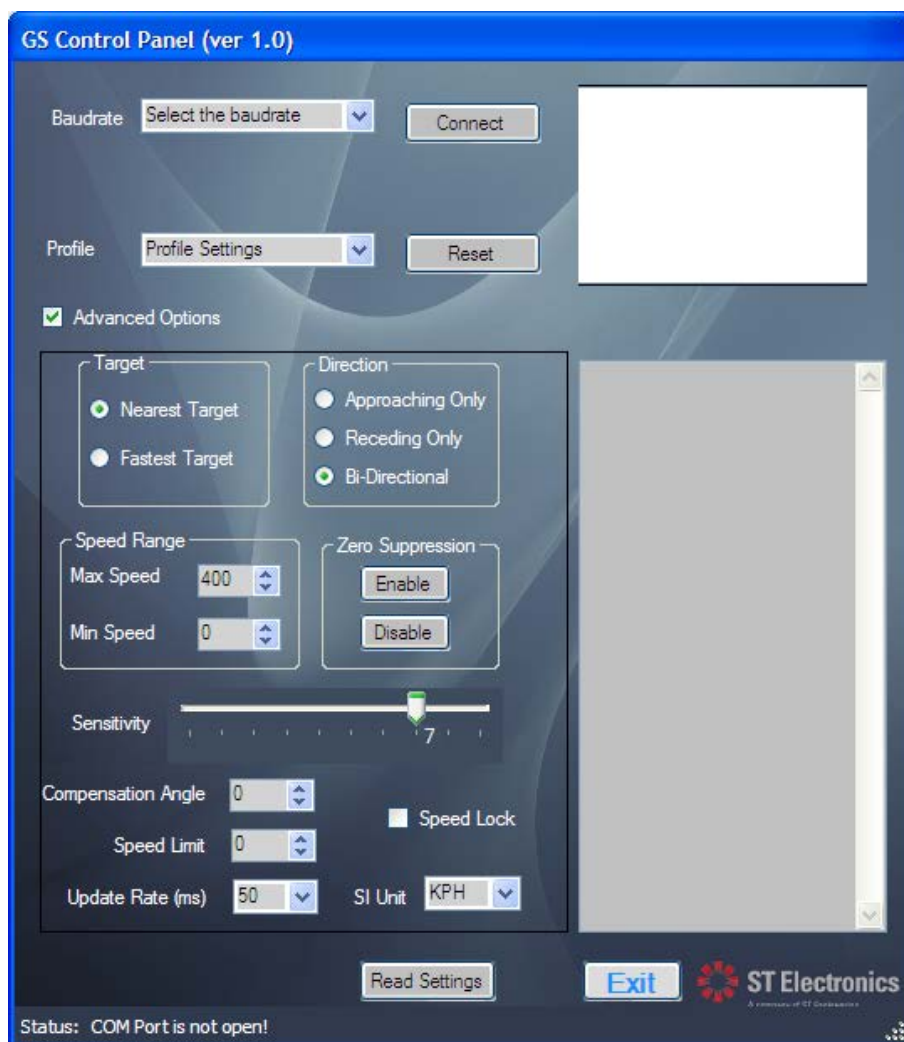 GS Control Panel (ver 1.0)
Baudrate Select the baudrate Connect
Profile Profile Settings Reset
Advanced Options
Target
Nearest Target
Fastest Target
Direction
Approaching Only
Receding Only
Bi-Directional
Speed Range
Max Speed 400
Min Speed 0
Zero Suppression
Enable
Disable
Sensitivity 7
Compensation Angle 0
Speed Lock
Speed Limit 0
Update Rate (ms) 50 SI Unit KPH
Read Settings Exit ST Electronics
Status: COM Port is not open!